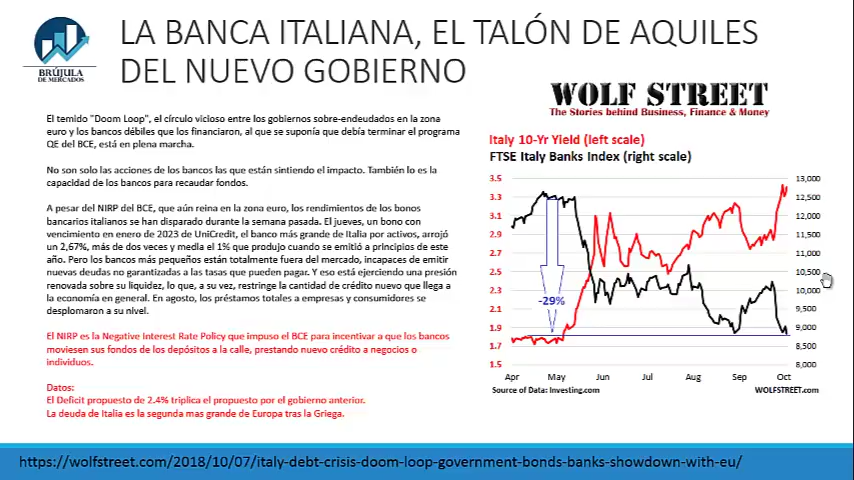 BRÚJULA
DE MERCADOS
LA BANCA ITALIANA, EL TALÓN DE AQUILES
DEL NUEVO GOBIERNO
El temido "Doom Loop", el círculo vicioso entre los gobiernos sobre-endeudados en la zona
euro y los bancos débiles que los financiaron, al que se suponía que debía terminar el programa
QE del BCE, está en plena marcha.
No son solo las acciones de los bancos las que están sintiendo el impacto. También lo es la
capacidad de los bancos para recaudar fondos.
A pesar del NIRP del BCE, que aún reina en la zona euro, los rendimientos de los bonos
bancarios italianos se han disparado durante la semana pasada. El jueves, un bono con
vencimiento en enero de 2023 de UniCredit, el banco más grande de Italia por activos, arrojó
un 2,67%, más de dos veces y media el 1% que produjo cuando se emitió a principios de este
año. Pero los bancos más pequeños están totalmente fuera del mercado, incapaces de emitir
nuevas deudas no garantizadas a las tasas que pueden pagar. Y eso está ejerciendo una presión
renovada sobre su liquidez, lo que, a su vez, restringe la cantidad de crédito nuevo que llega a
la economía en general. En agosto, los préstamos totales a empresas y consumidores se
desplomaron a su nivel.
El NIRP es la Negative Interest Rate Policy que impuso el BCE para incentivar a que los bancos
moviesen sus fondos de los depósitos a la calle, prestando nuevo crédito a negocios o
individuos.
Datos:
El Deficit propuesto de 2.4% triplica el propuesto por el gobierno anterior.
La deuda de Italia es la segunda mas grande de Europa tras la Griega.
WOLF STREET
The Stories behind Business, Finance & Money
Italy 10-Yr Yield (left scale)
FTSE Italy Banks Index (right scale)
3.5
3.3
3.1
2.9
2.7
2.5
2.3
2.1
1.9
1.7
1.5
-29%
13,000
12,500
12,000
11,500
11,000
10,500
10,000
9,500
9,000
8,500
8,000
Apr May Jun Jul Aug Sep Oct
Source of Data: Investing.com WOLFSTREET.com
https://wolfstreet.com/2018/10/07/italy-debt-crisis-doom-loop-government-bonds-banks-showdown-with-eu/